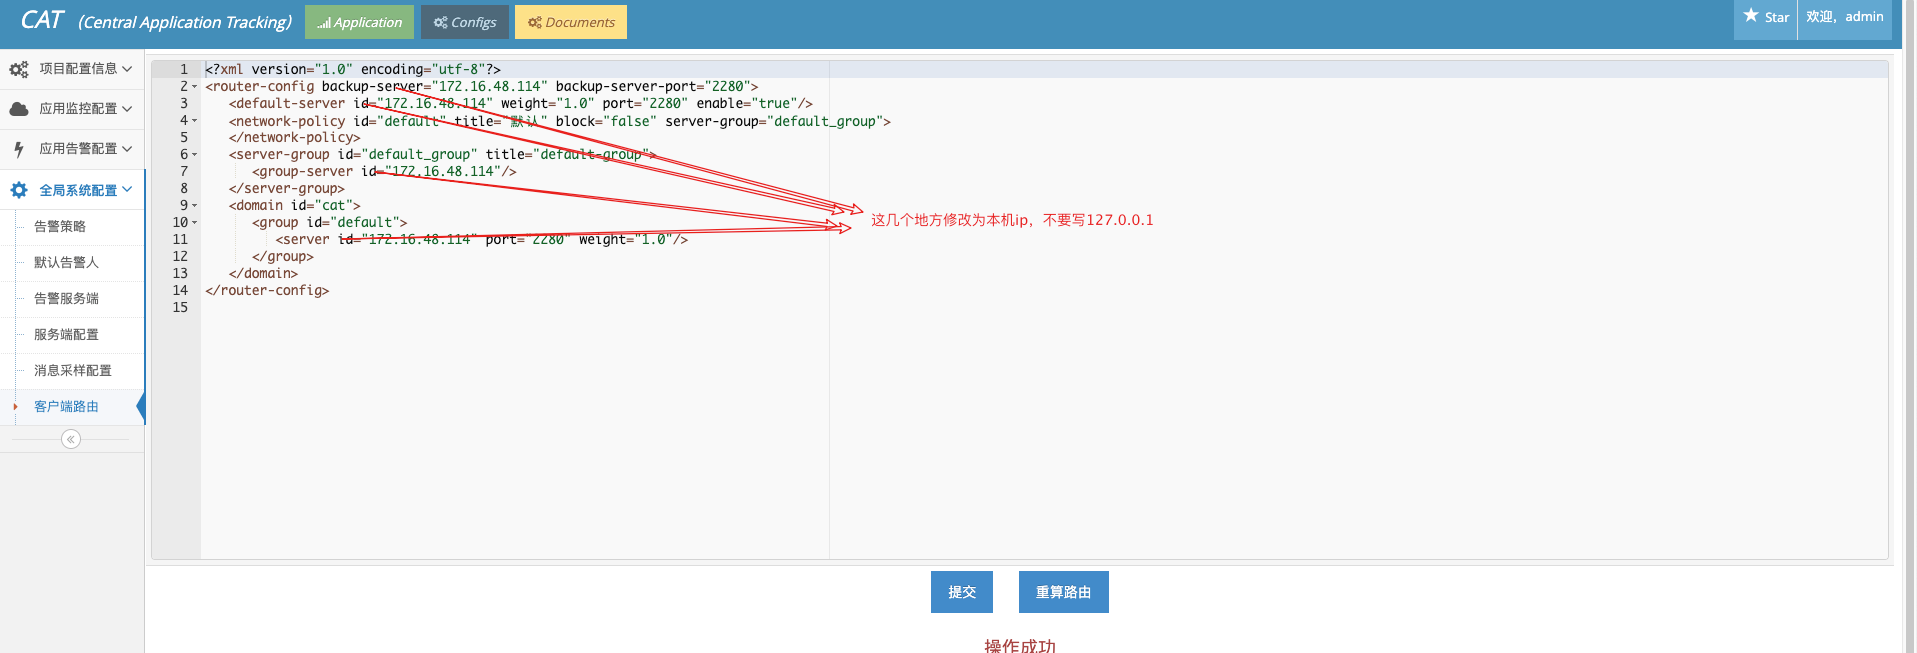 CAT (Central Application Tracking)
Application
Configs
Documents
Star
欢迎，admin
项目配置信息
应用监控配置
应用告警配置
全局系统配置
告警策略
默认告警人
告警服务端
服务端配置
消息采样配置
客户端路由
1 <?xml version="1.0" encoding="utf-8"?>
2 <router-config backup-server="172.16.48.114" backup-server-port="2280">
3 <default-server id="172.16.48.114" weight="1.0" port="2280" enable="true"/>
4 <network-policy id="default" title="默认" block="false" server-group="default_group">
5 </network-policy>
6 <server-group id="default_group" title="default-group">
7 <group-server id="172.16.48.114"/>
8 </server-group>
9 <domain id="cat">
10 <group id="default">
11 <server id="172.16.48.114" port="2280" weight="1.0"/>
12 </group>
13 </domain>
14 </router-config>
15
这几个地方修改为本机ip，不要写127.0.0.1
提交
重算路由
操作成功